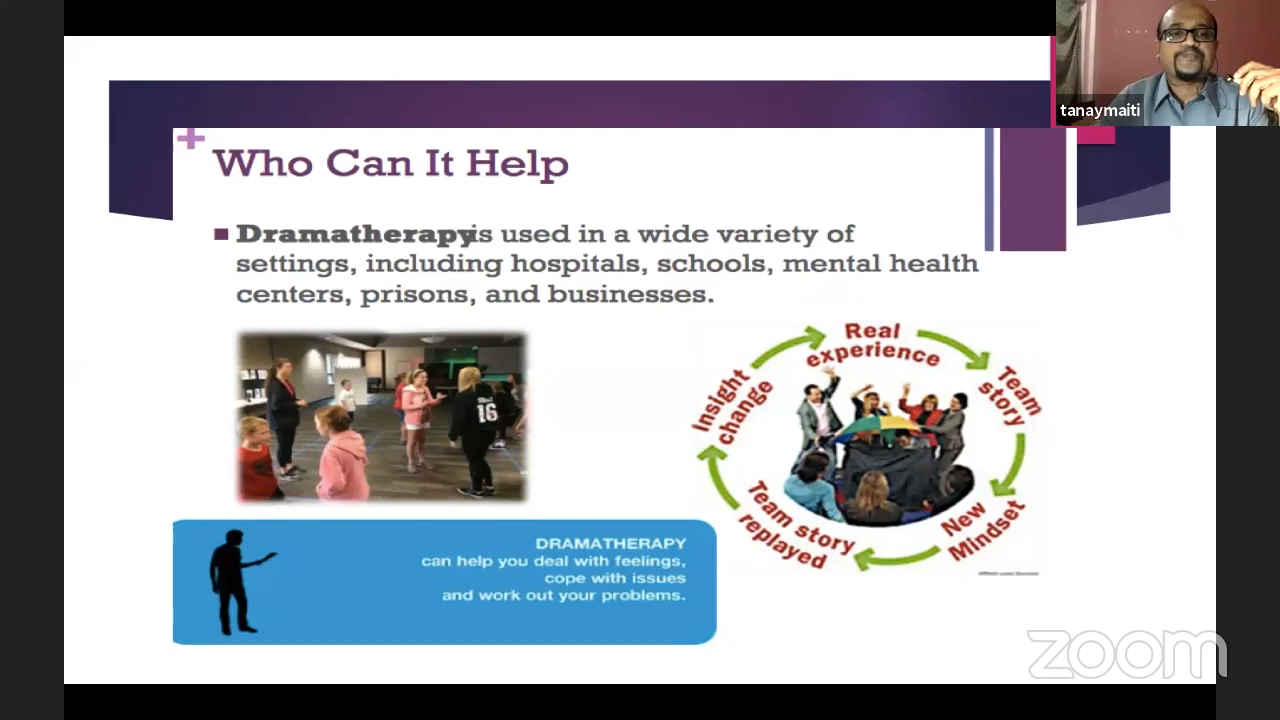 tanaymaiti
Who Can It Help
Dramatherapy is used in a wide variety of
settings, including hospitals, schools, mental health
centers, prisons, and businesses.
Real
experience
Team
story
New
Mindset
Team story
replayed
Insight
change
16
DRAMATHERAPY
can help you deal with feelings,
cope with issues
and work out your problems.
zoom